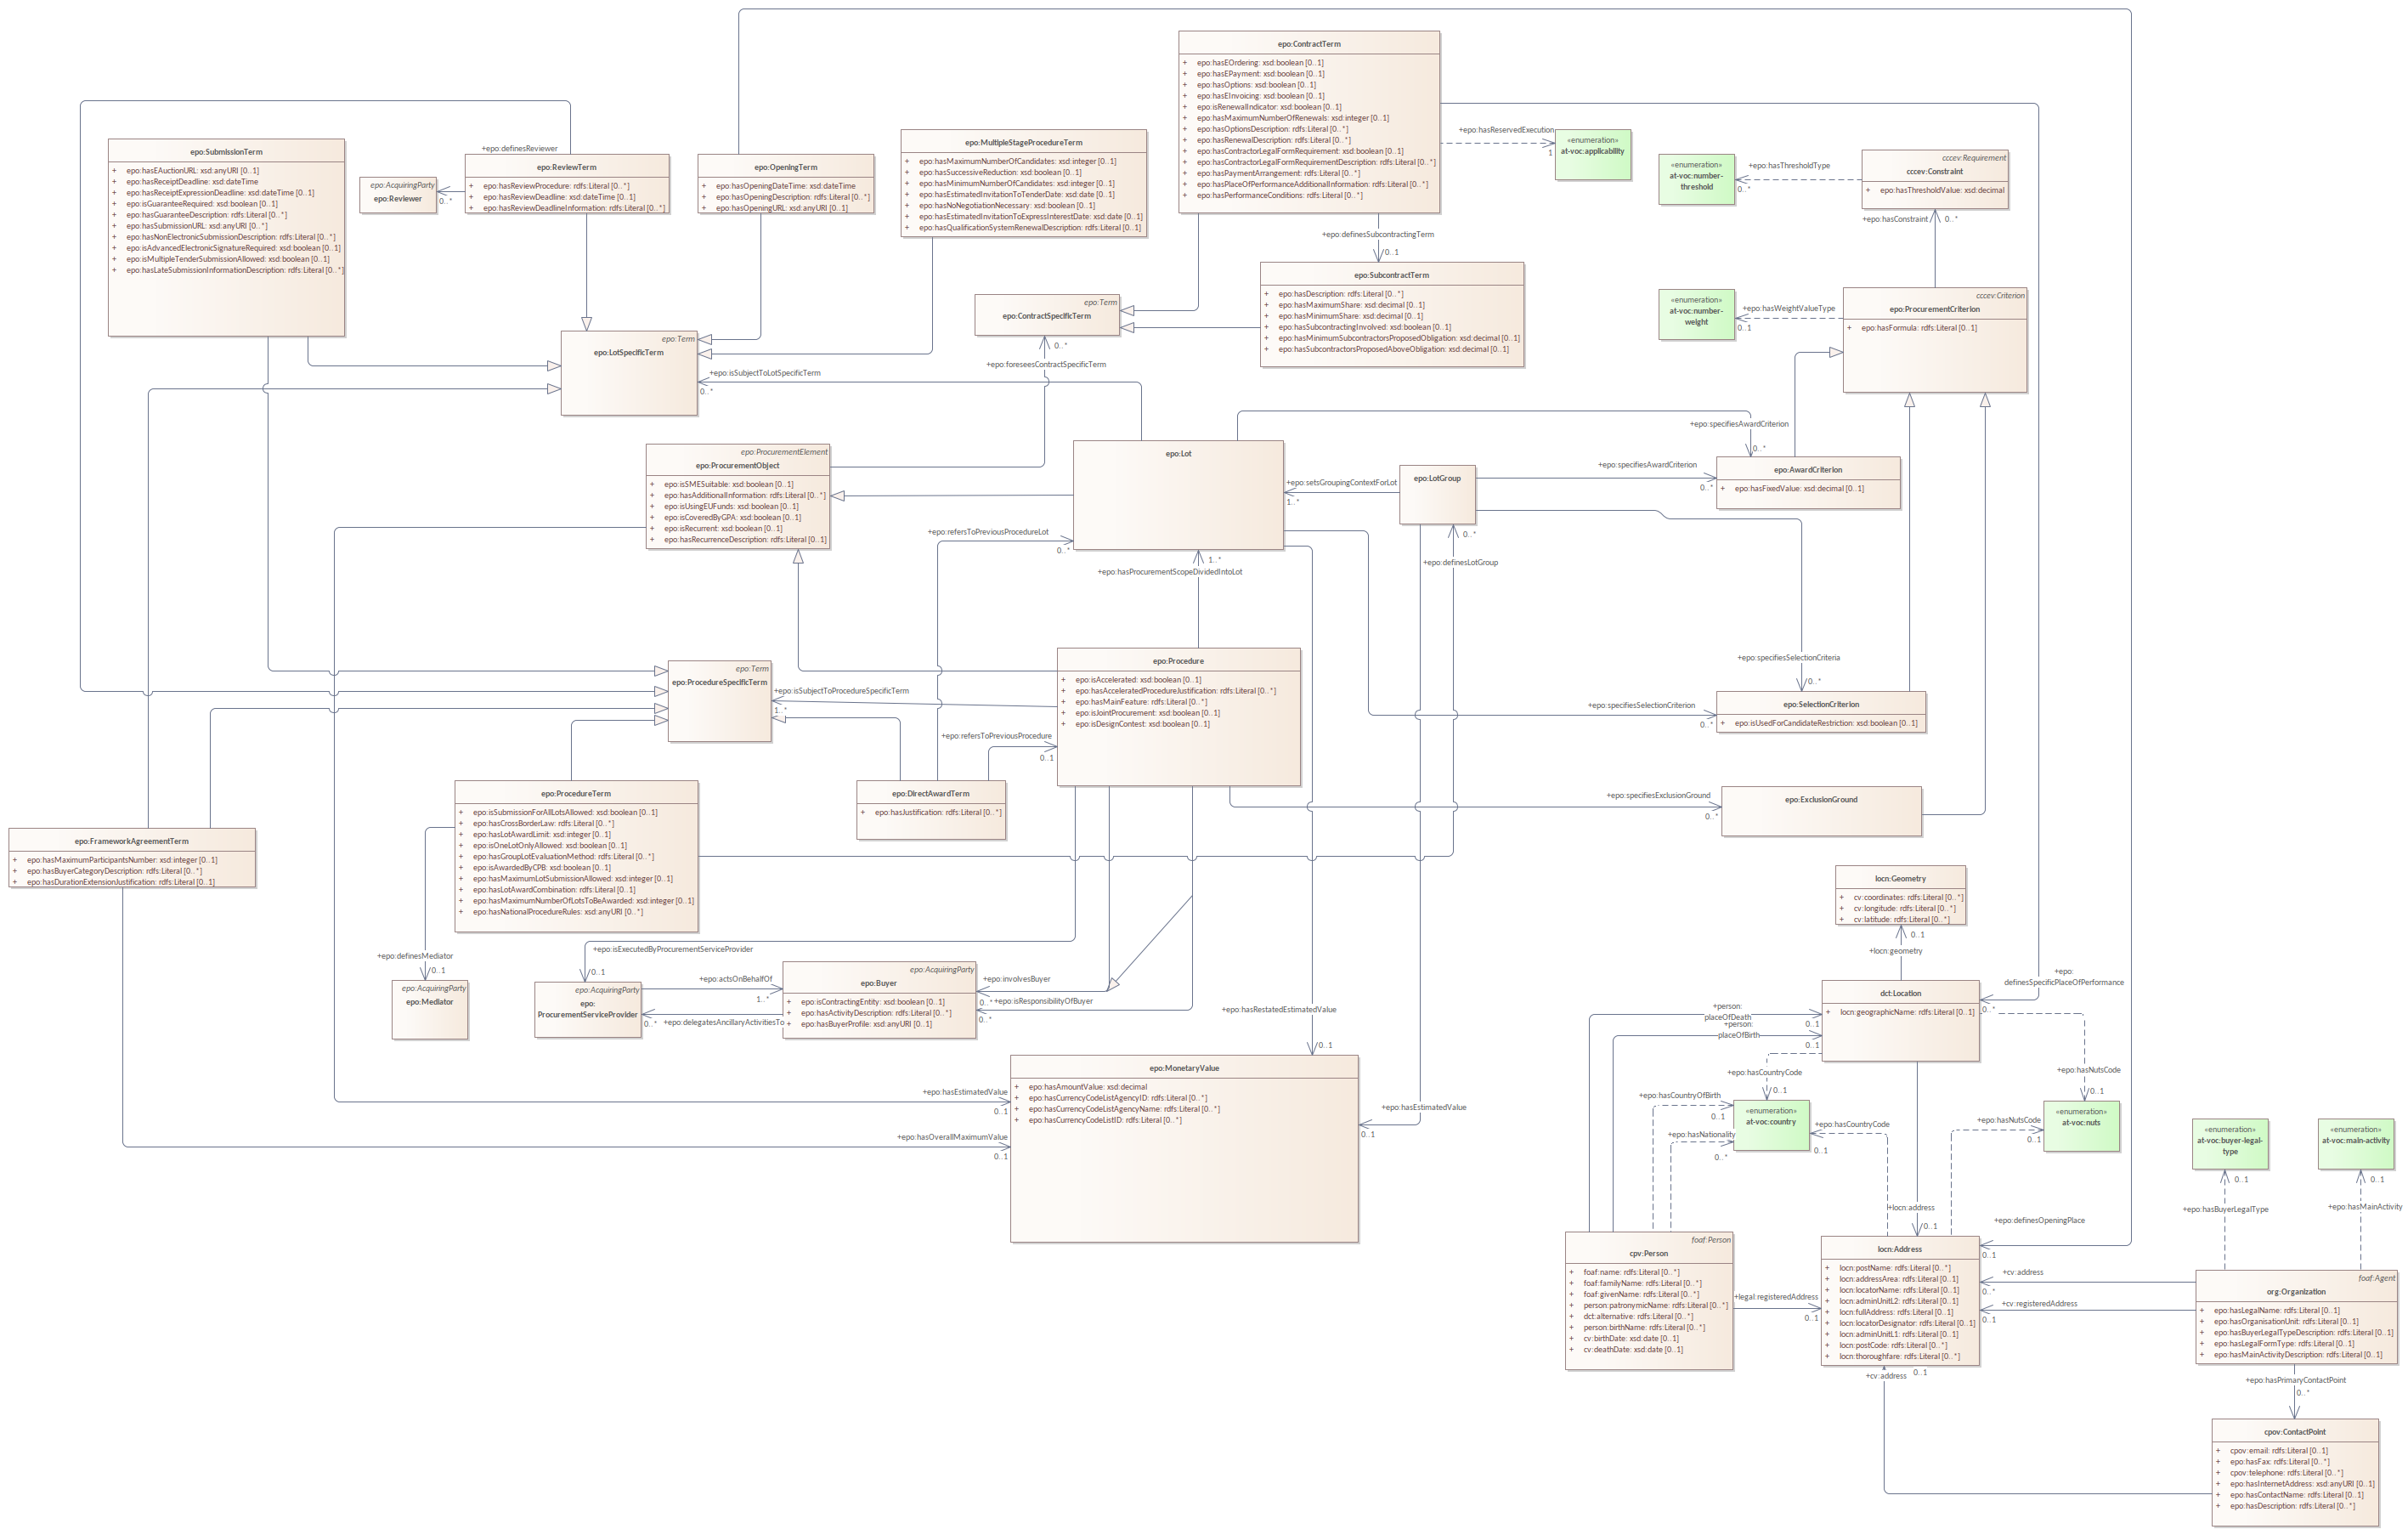 epo:ContractTerm
+ epo:hasEOrdering: xsd:boolean [0..1]
+ epo:hasEPayment: xsd:boolean [0..1]
+ epo:hasOptions: xsd:boolean [0..1]
+ epo:hasEInvoicing: xsd:boolean [0..1]
+ epo:isRenewalIndicator: xsd:boolean [0..1]
+ epo:hasMaximumNumberOfRenewals: xsd:integer [0..1]
+ epo:hasOptionsDescription: rdfs:Literal [0..*]
+ epo:hasRenewalDescription: rdfs:Literal [0..*]
+ epo:hasContractorLegalFormRequirement: xsd:boolean [0..1]
+ epo:hasContractorLegalFormRequirementDescription: rdfs:Literal [0..*]
+ epo:hasPaymentArrangement: rdfs:Literal [0..*]
+ epo:hasPlaceOfPerformanceAdditionalInformation: rdfs:Literal [0..*]
+ epo:hasPerformanceConditions: rdfs:Literal [0..*]
+epo:hasReservedExecution
1
«enumeration»
at-voc:applicability
epo:SubmissionTerm
+ epo:hasEAuctionURL: xsd:anyURI [0..1]
+ epo:hasReceiptDeadline: xsd:dateTime
+ epo:hasReceiptExpressionDeadline: xsd:dateTime [0..1]
+ epo:isGuaranteeRequired: xsd:boolean [0..1]
+ epo:hasGuaranteeDescription: rdfs:Literal [0..*]
+ epo:hasSubmissionURL: xsd:anyURI [0..*]
+ epo:hasNonElectronicSubmissionDescription: rdfs:Literal [0..*]
+ epo:isAdvancedElectronicSignatureRequired: xsd:boolean [0..1]
+ epo:isMultipleTenderSubmissionAllowed: xsd:boolean [0..1]
+ epo:hasLateSubmissionInformationDescription: rdfs:Literal [0..*]
+epo:definesReviewer
epo:AcquiringParty
epo:Reviewer
0..*
epo:ReviewTerm
+ epo:hasReviewProcedure: rdfs:Literal [0..*]
+ epo:hasReviewDeadline: xsd:dateTime [0..1]
+ epo:hasReviewDeadlineInformation: rdfs:Literal [0..*]
epo:OpeningTerm
+ epo:hasOpeningDateTime: xsd:dateTime
+ epo:hasOpeningDescription: rdfs:Literal [0..*]
+ epo:hasOpeningURL: xsd:anyURI [0..1]
epo:MultipleStageProcedureTerm
+ epo:hasMaximumNumberOfCandidates: xsd:integer [0..1]
+ epo:hasSuccessiveReduction: xsd:boolean [0..1]
+ epo:hasMinimumNumberOfCandidates: xsd:integer [0..1]
+ epo:hasEstimatedInvitationToTenderDate: xsd:date [0..1]
+ epo:hasNoNegotiationNecessary: xsd:boolean [0..1]
+ epo:hasEstimatedInvitationToExpressInterestDate: xsd:date [0..1]
+ epo:hasQualificationSystemRenewalDescription: rdfs:Literal [0..1]
«enumeration»
at-voc:number-
threshold
+epo:hasThresholdType
0..*
cccev:Requirement
cccev:Constraint
+ epo:hasThresholdValue: xsd:decimal
+epo:hasConstraint
0..*
+epo:definesSubcontractingTerm
0..1
epo:SubcontractTerm
+ epo:hasDescription: rdfs:Literal [0..*]
+ epo:hasMaximumShare: xsd:decimal [0..1]
+ epo:hasMinimumShare: xsd:decimal [0..1]
+ epo:hasSubcontractingInvolved: xsd:boolean [0..1]
+ epo:hasMinimumSubcontractorsProposedObligation: xsd:decimal [0..1]
+ epo:hasSubcontractorsProposedAboveObligation: xsd:decimal [0..1]
epo:Term
epo:ContractSpecificTerm
0..*
+epo:foreseesContractSpecificTerm
«enumeration»
at-voc:number-
weight
+epo:hasWeightValueType
0..1
cccev:Criterion
epo:ProcurementCriterion
+ epo:hasFormula: rdfs:Literal [0..1]
epo:Term
epo:LotSpecificTerm
+epo:isSubjectToLotSpecificTerm
0..*
epo:ProcurementElement
epo:ProcurementObject
+ epo:isSMESuitable: xsd:boolean [0..1]
+ epo:hasAdditionalInformation: rdfs:Literal [0..*]
+ epo:isUsingEUFunds: xsd:boolean [0..1]
+ epo:isCoveredByGPA: xsd:boolean [0..1]
+ epo:isRecurrent: xsd:boolean [0..1]
+ epo:hasRecurrenceDescription: rdfs:Literal [0..1]
epo:Lot
+epo:setsGroupingContextForLot
1..*
epo:LotGroup
+epo:specifiesAwardCriterion
0..*
+epo:specifiesAwardCriterion
0..*
epo:AwardCriterion
+ epo:hasFixedValue: xsd:decimal [0..1]
+epo:refersToPreviousProcedureLot
0..*
0..*
+epo:definesLotGroup
1..*
+epo:hasProcurementScopeDividedIntoLot
epo:Term
epo:ProcedureSpecificTerm
+epo:isSubjectToProcedureSpecificTerm
1..*
epo:Procedure
+ epo:isAccelerated: xsd:boolean [0..1]
+ epo:hasAcceleratedProcedureJustification: rdfs:Literal [0..*]
+ epo:hasMainFeature: rdfs:Literal [0..*]
+ epo:isJointProcurement: xsd:boolean [0..1]
+ epo:isDesignContest: xsd:boolean [0..1]
+epo:refersToPreviousProcedure
0..1
+epo:specifiesSelectionCriteria
0..*
+epo:specifiesSelectionCriterion
0..*
epo:SelectionCriterion
+ epo:isUsedForCandidateRestriction: xsd:boolean [0..1]
epo:ProcedureTerm
+ epo:isSubmissionForAllLotsAllowed: xsd:boolean [0..1]
+ epo:hasCrossBorderLaw: rdfs:Literal [0..*]
+ epo:hasLotAwardLimit: xsd:integer [0..1]
+ epo:isOneLotOnlyAllowed: xsd:boolean [0..1]
+ epo:hasGroupLotEvaluationMethod: rdfs:Literal [0..*]
+ epo:isAwardedByCPB: xsd:boolean [0..1]
+ epo:hasMaximumLotSubmissionAllowed: xsd:integer [0..1]
+ epo:hasLotAwardCombination: rdfs:Literal [0..1]
+ epo:hasMaximumNumberOfLotsToBeAwarded: xsd:integer [0..1]
+ epo:hasNationalProcedureRules: xsd:anyURI [0..*]
epo:DirectAwardTerm
+ epo:hasJustification: rdfs:Literal [0..*]
+epo:specifiesExclusionGround
0..*
epo:ExclusionGround
epo:FrameworkAgreementTerm
+ epo:hasMaximumParticipantsNumber: xsd:integer [0..1]
+ epo:hasBuyerCategoryDescription: rdfs:Literal [0..*]
+ epo:hasDurationExtensionJustification: rdfs:Literal [0..1]
locn:Geometry
+ cv:coordinates: rdfs:Literal [0..*]
+ cv:longitude: rdfs:Literal [0..*]
+ cv:latitude: rdfs:Literal [0..*]
0..1
+locn:geometry
+epo:definesMediator
0..1
epo:AcquiringParty
epo:Mediator
+epo:isExecutedByProcurementServiceProvider
0..1
epo:AcquiringParty
epo:
ProcurementServiceProvider
+epo:actsOnBehalfOf
1..*
0..*
+epo:delegatesAncillaryActivitiesTo
epo:AcquiringParty
epo:Buyer
+ epo:isContractingEntity: xsd:boolean [0..1]
+ epo:hasActivityDescription: rdfs:Literal [0..*]
+ epo:hasBuyerProfile: xsd:anyURI [0..1]
+epo:involvesBuyer
0..*
+epo:isResponsibilityOfBuyer
0..*
+epo:hasRestatedEstimatedValue
0..1
+epo:
definesSpecificPlaceOfPerformance
0..*
dct:Location
+ locn:geographicName: rdfs:Literal [0..1]
+person:
placeOfDeath
0..1
+person:
placeOfBirth
0..1
+epo:hasCountryCode
0..1
+epo:hasNutsCode
0..1
epo:MonetaryValue
+ epo:hasAmountValue: xsd:decimal
+ epo:hasCurrencyCodeListAgencyID: rdfs:Literal [0..*]
+ epo:hasCurrencyCodeListAgencyName: rdfs:Literal [0..*]
+ epo:hasCurrencyCodeListID: rdfs:Literal [0..*]
+epo:hasEstimatedValue
0..1
+epo:hasOverallMaximumValue
0..1
+epo:hasEstimatedValue
0..1
+epo:hasCountryOfBirth
0..1
+epo:hasNationality
0..*
«enumeration»
at-voc:country
+epo:hasCountryCode
0..1
+epo:hasNutsCode
0..1
«enumeration»
at-voc:nuts
«enumeration»
at-voc:buyer-legal-
type
«enumeration»
at-voc:main-activity
0..1
+epo:hasBuyerLegalType
0..1
+epo:hasMainActivity
+locn:address
0..1
+epo:definesOpeningPlace
0..1
foaf:Person
cpv:Person
+ foaf:name: rdfs:Literal [0..*]
+ foaf:familyName: rdfs:Literal [0..*]
+ foaf:givenName: rdfs:Literal [0..*]
+ person:patronymicName: rdfs:Literal [0..*]
+ dct:alternative: rdfs:Literal [0..*]
+ person:birthName: rdfs:Literal [0..*]
+ cv:birthDate: xsd:date [0..1]
+ cv:deathDate: xsd:date [0..1]
+legal:registeredAddress
0..1
locn:Address
+ locn:postName: rdfs:Literal [0..*]
+ locn:addressArea: rdfs:Literal [0..1]
+ locn:locatorName: rdfs:Literal [0..1]
+ locn:adminUnitL2: rdfs:Literal [0..1]
+ locn:fullAddress: rdfs:Literal [0..1]
+ locn:locatorDesignator: rdfs:Literal [0..1]
+ locn:adminUnitL1: rdfs:Literal [0..1]
+ locn:postCode: rdfs:Literal [0..*]
+ locn:thoroughfare: rdfs:Literal [0..*]
+cv:address
0..*
+cv:registeredAddress
0..1
foaf:Agent
org:Organization
+ epo:hasLegalName: rdfs:Literal [0..1]
+ epo:hasOrganisationUnit: rdfs:Literal [0..1]
+ epo:hasBuyerLegalTypeDescription: rdfs:Literal [0..1]
+ epo:hasLegalFormType: rdfs:Literal [0..1]
+ epo:hasMainActivityDescription: rdfs:Literal [0..1]
+cv:address
0..1
+epo:hasPrimaryContactPoint
0..*
cpov:ContactPoint
+ cpov:email: rdfs:Literal [0..1]
+ epo:hasFax: rdfs:Literal [0..*]
+ cpov:telephone: rdfs:Literal [0..*]
+ epo:hasInternetAddress: xsd:anyURI [0..1]
+ epo:hasContactName: rdfs:Literal [0..1]
+ epo:hasDescription: rdfs:Literal [0..*]